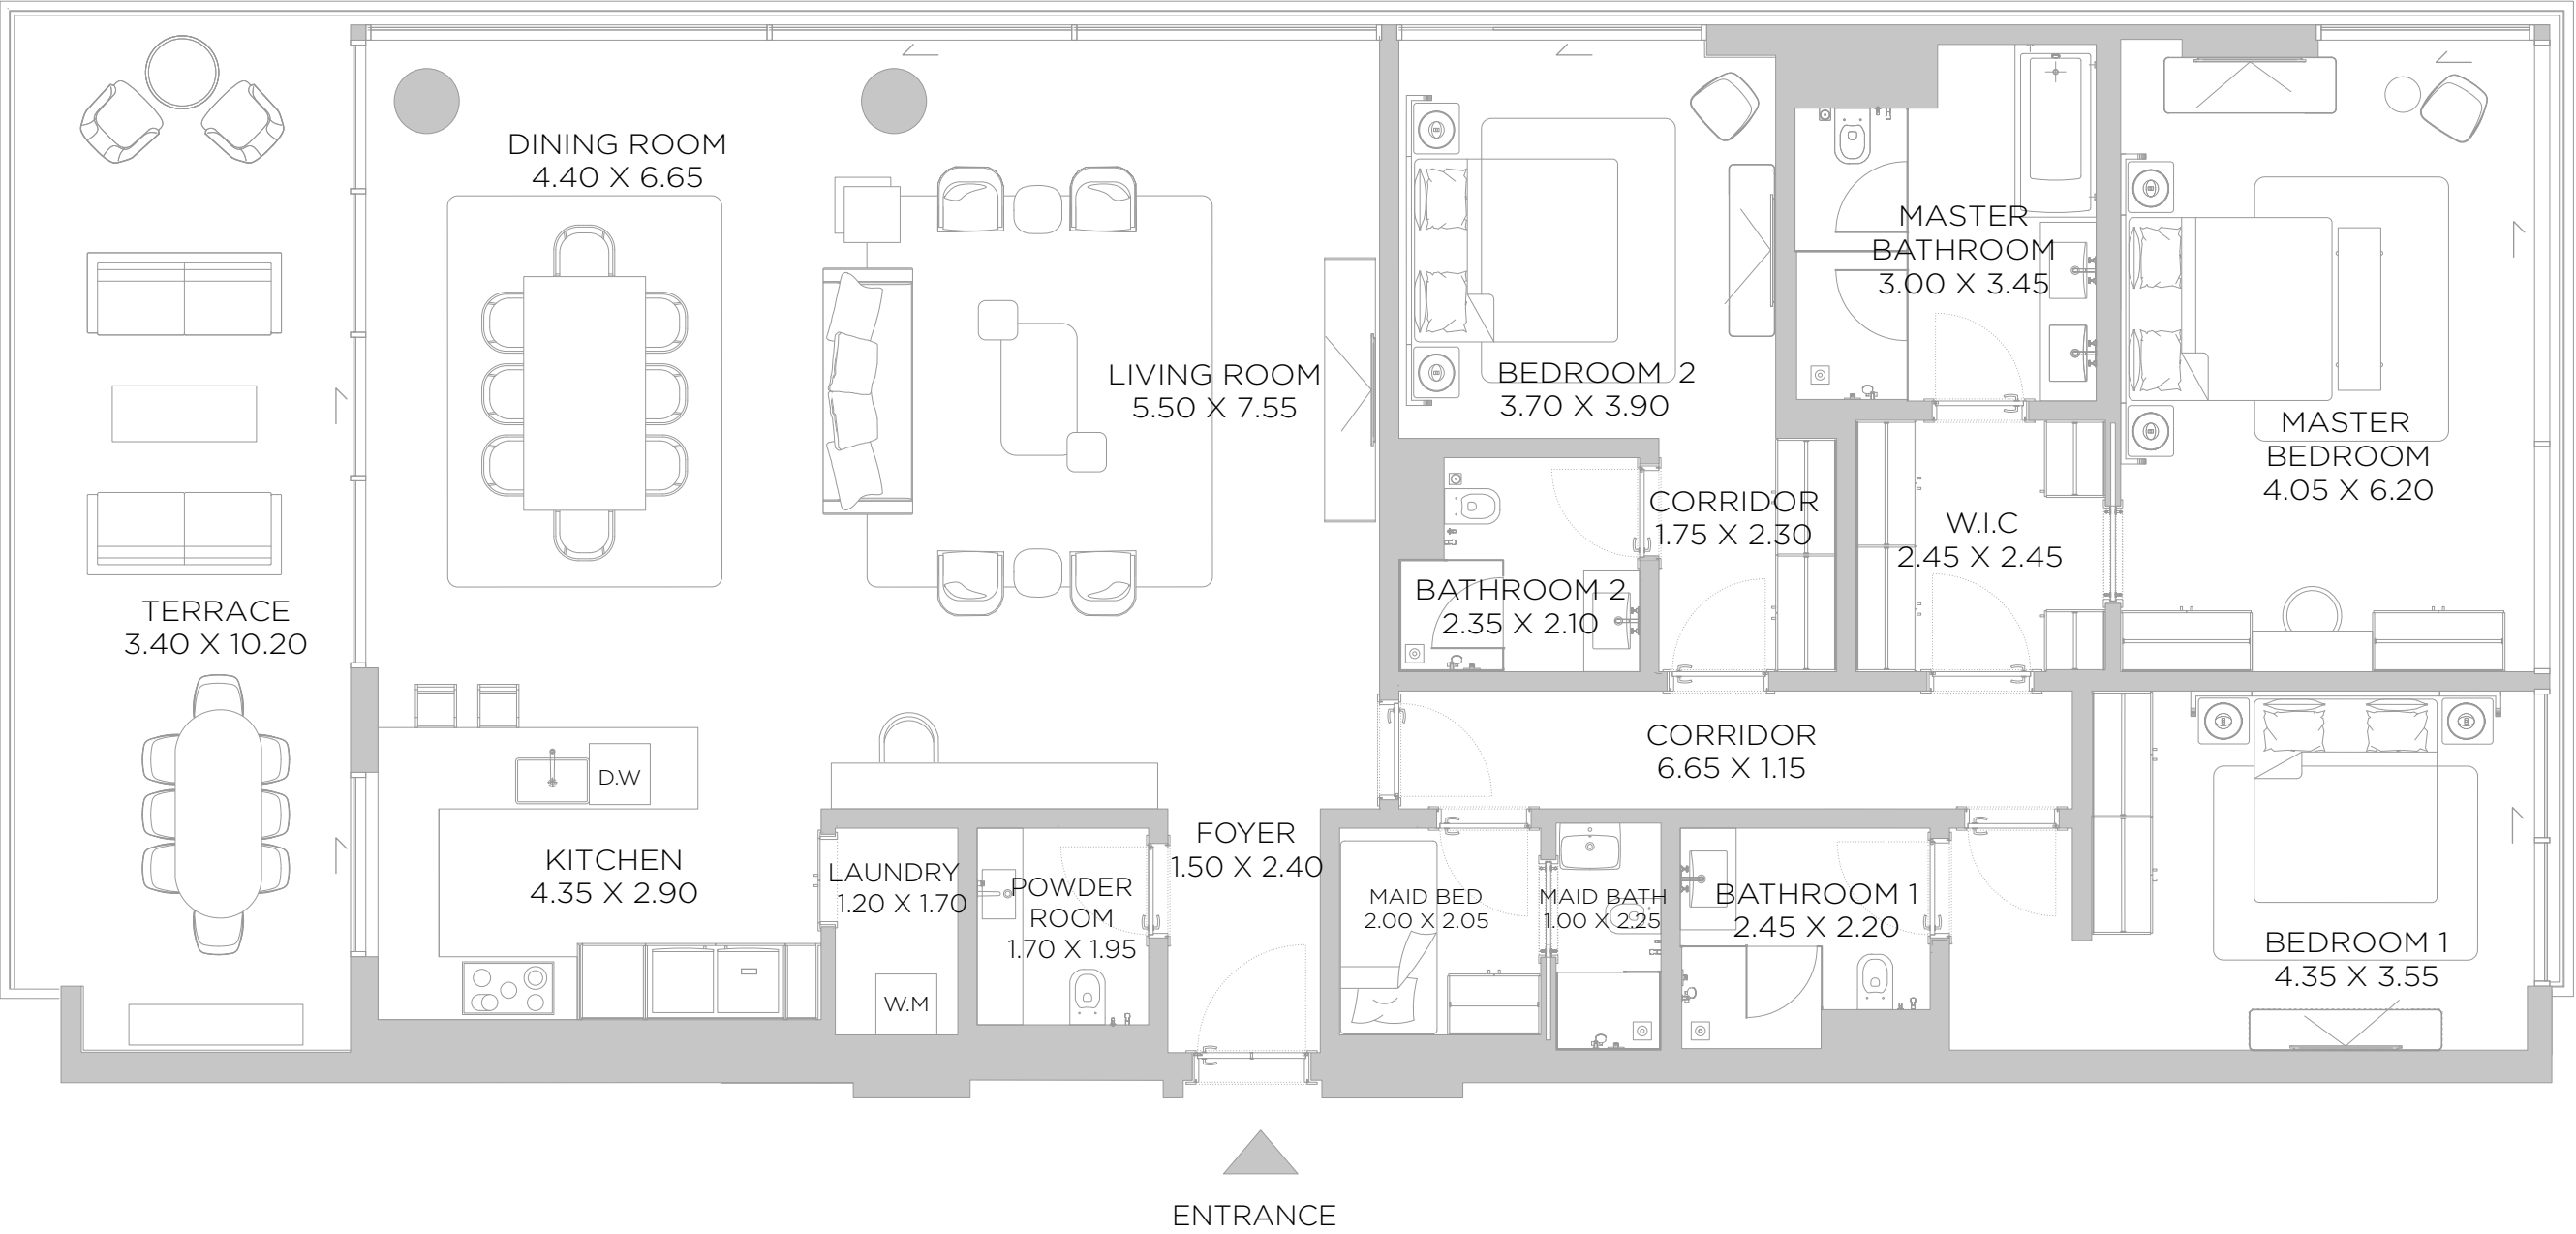 DINING ROOM
4.40 X 6.65
LIVING ROOM
5.50 X 7.55
BEDROOM 2
3.70 X 3.90
MASTER
BATHROOM
3.00 X 3.45
MASTER
BEDROOM
4.05 X 6.20
CORRIDOR
1.75 X 2.30
W.I.C
2.45 X 2.45
BATHROOM 2
2.35 X 2.10
TERRACE
3.40 X 10.20
CORRIDOR
6.65 X 1.15
D.W
KITCHEN
4.35 X 2.90
LAUNDRY
1.20 X 1.70
POWDER
ROOM
1.70 X 1.95
FOYER
1.50 X 2.40
MAID BED
2.00 X 2.05
MAID BATH
1.00 X 2.25
BATHROOM 1
2.45 X 2.20
BEDROOM 1
4.35 X 3.55
W.M
ENTRANCE